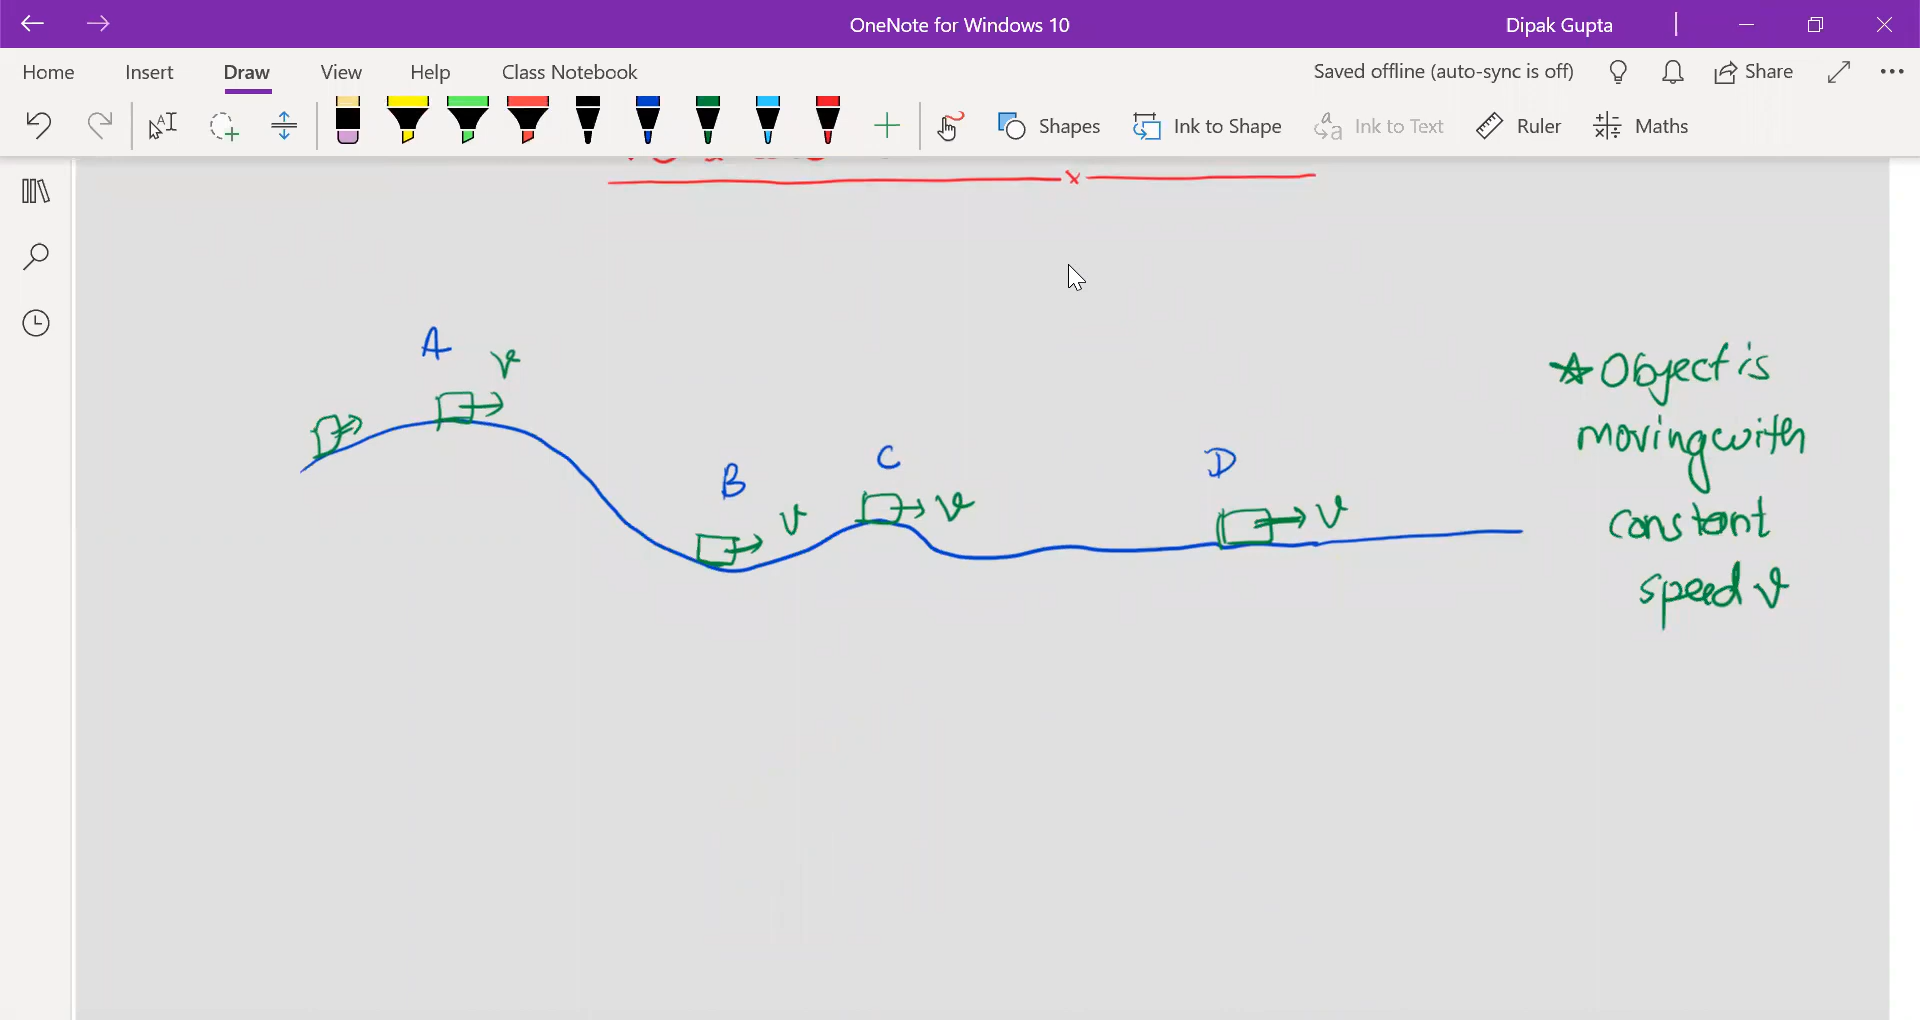 OneNote for Windows 10
Dipak Gupta
Home Insert Draw View Help Class Notebook
Saved offline (auto-sync is off) Share
Shapes Ink to Shape Ink to Text Ruler Maths
A
v
B
v
C
v
D
v
Object is
moving with
constant
speed v